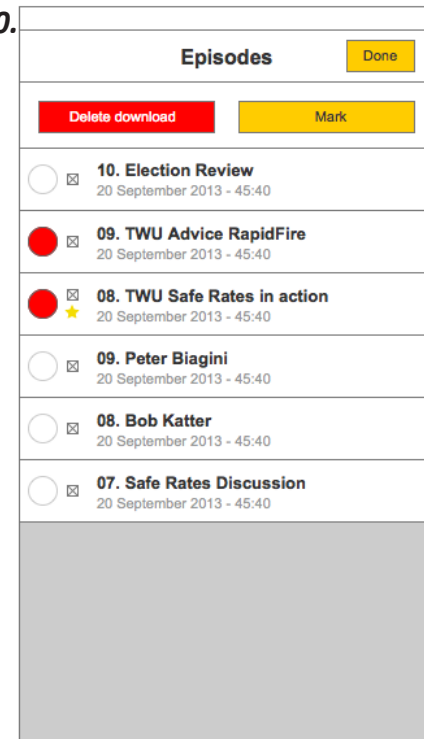 0.
Episodes
Done
Delete download
Mark
10. Election Review
20 September 2013 - 45:40
09. TWU Advice RapidFire
20 September 2013 - 45:40
08. TWU Safe Rates in action
20 September 2013 - 45:40
09. Peter Biagini
20 September 2013 - 45:40
08. Bob Katter
20 September 2013 - 45:40
07. Safe Rates Discussion
20 September 2013 - 45:40